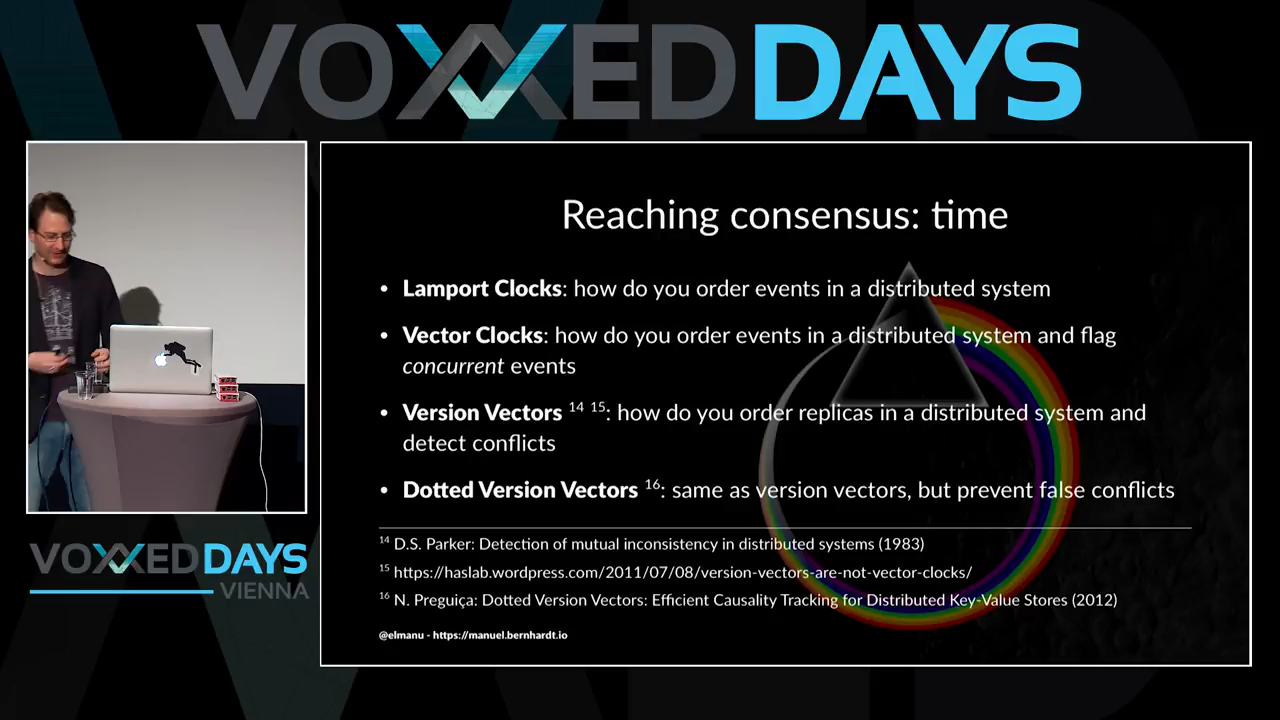 VOXXED DAYS
Reaching consensus: time
• Lamport Clocks: how do you order events in a distributed system
• Vector Clocks: how do you order events in a distributed system and flag
concurrent events
• Version Vectors 14 15: how do you order replicas in a distributed system and
detect conflicts
• Dotted Version Vectors 16: same as version vectors, but prevent false conflicts
14 D.S. Parker: Detection of mutual inconsistency in distributed systems (1983)
15 https://haslab.wordpress.com/2011/07/08/version-vectors-are-not-vector-clocks/
16 N. Preguiça: Dotted Version Vectors: Efficient Causality Tracking for Distributed Key-Value Stores (2012)
@elmanu - https://manuel.bernhardt.io
VOXXED DAYS
VIENNA